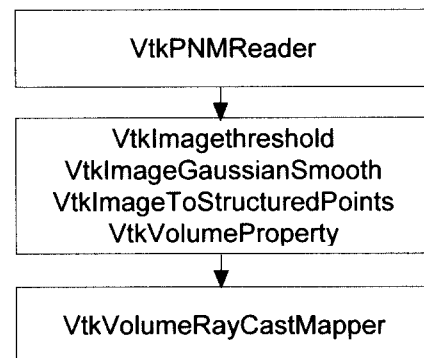 VtkPNMReader
VtkImagethreshold
VtkImageGaussianSmooth
VtkImageToStructuredPoints
VtkVolumeProperty
VtkVolumeRayCastMapper